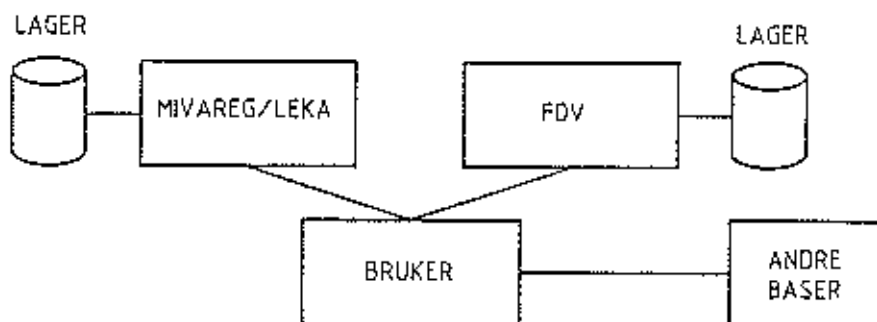 LAGER
LAGER
MIVAREG/LEKA
FDV
BRUKER
ANDRE
BASER